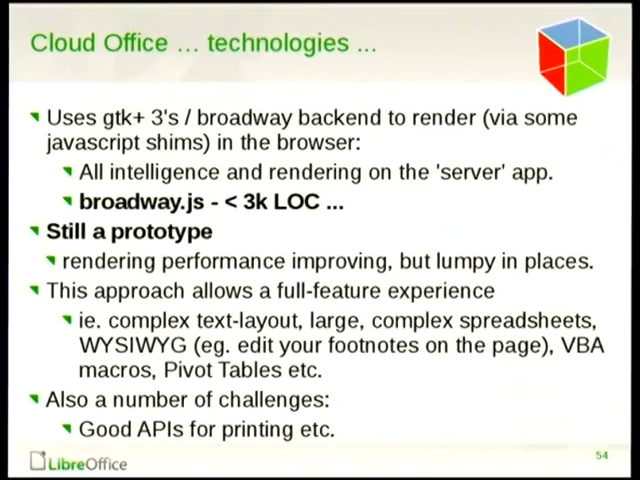 Cloud Office ... technologies ...
Uses gtk+ 3's / broadway backend to render (via some
javascript shims) in the browser:
All intelligence and rendering on the 'server' app.
broadway.js - < 3k LOC ...
Still a prototype
rendering performance improving, but lumpy in places.
This approach allows a full-feature experience
ie. complex text-layout, large, complex spreadsheets,
WYSIWYG (eg. edit your footnotes on the page), VBA
macros, Pivot Tables etc.
Also a number of challenges:
Good APIs for printing etc.
LibreOffice
54